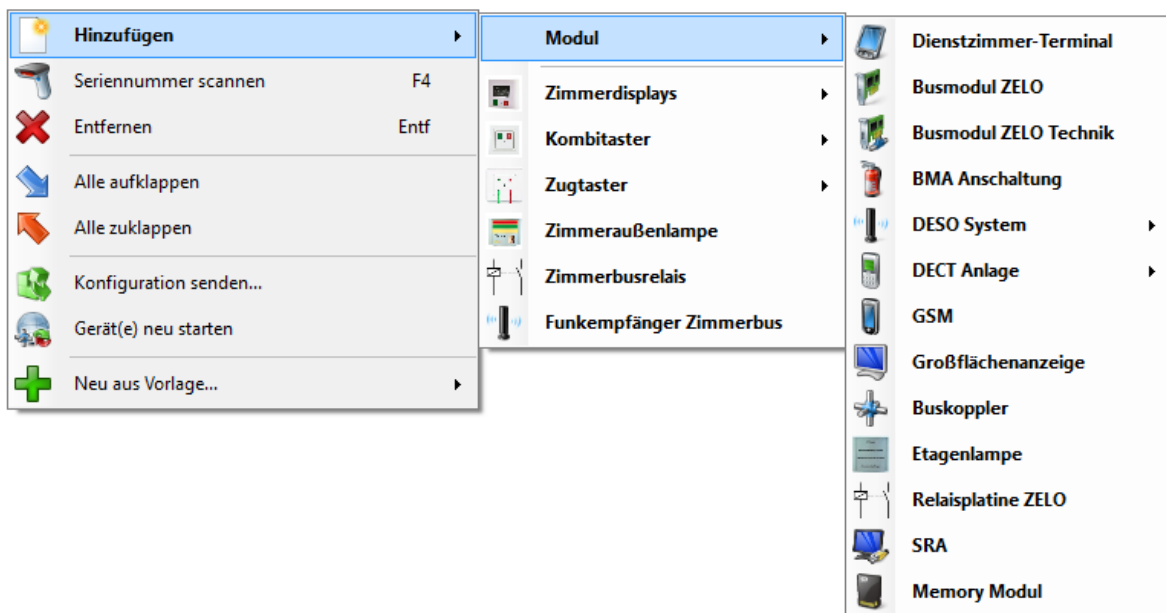 Hinzufügen
Seriennummer scannen F4
Entfernen Entf
Alle aufklappen
Alle zuklappen
Konfiguration senden...
Gerät(e) neu starten
Neu aus Vorlage...
Modul
Zimmerdisplays
Kombitaster
Zugtaster
Zimmeraußenlampe
Zimmerbusrelais
Funkempfänger Zimmerbus
Dienstzimmer-Terminal
Busmodul ZELO
Busmodul ZELO Technik
BMA Anschaltung
DESO System
DECT Anlage
GSM
Großflächenanzeige
Buskoppler
Etagenlampe
Relaisplatine ZELO
SRA
Memory Modul